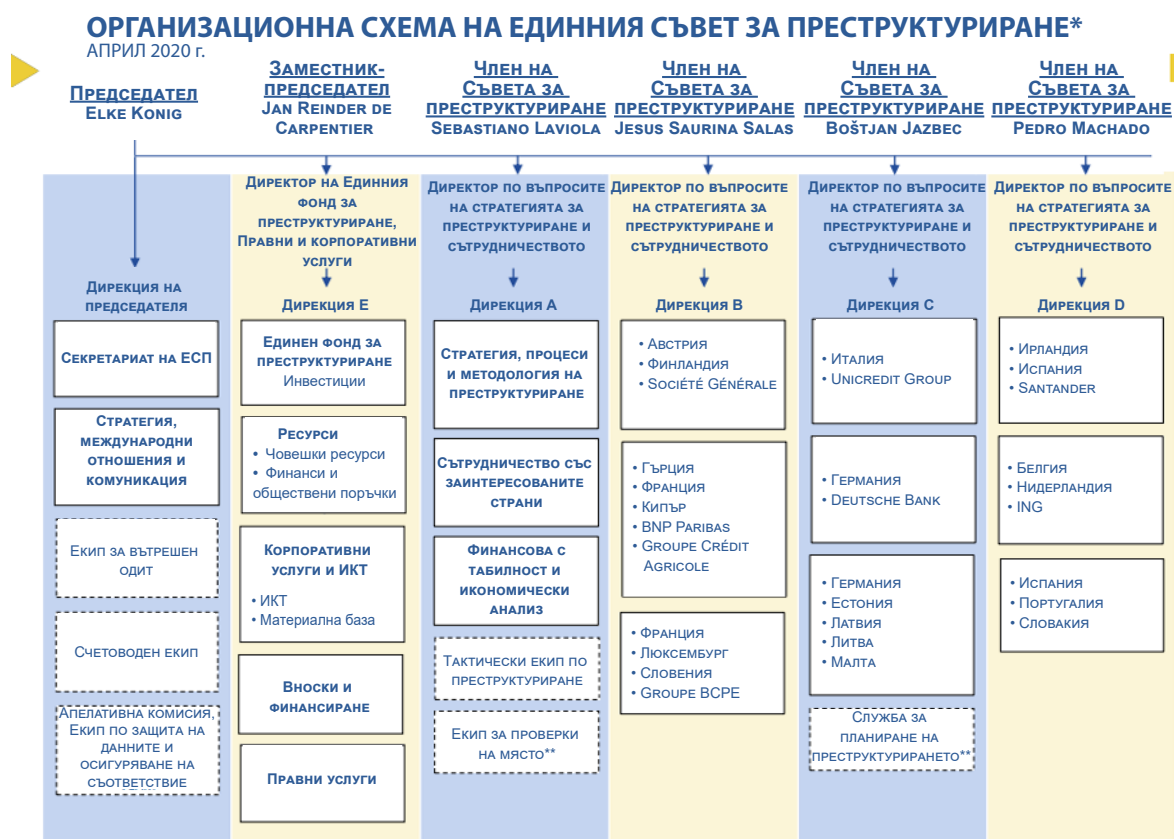 ОРГАНИЗАЦИОННА СХЕМА НА ЕДИННИЯ СЪВЕТ ЗА ПРЕСТРУКТУРИРАНЕ*
АПРИЛ 2020 г.
ПРЕДСЕДАТЕЛ
ELKE KONIG
ЗАМЕСТНИК-
ПРЕДСЕДАТЕЛ
JAN REINDER DE
CARPENTIER
ЧЛЕН НА
СЪВЕТА ЗА
ПРЕСТРУКТУРИРАНЕ
SEBASTIANO LAVIOLA
ЧЛЕН НА
СЪВЕТА ЗА
ПРЕСТРУКТУРИРАНЕ
JESUS SAURINA SALAS
ЧЛЕН НА
СЪВЕТА ЗА
ПРЕСТРУКТУРИРАНЕ
BOŠTJAN JAZBEC
ЧЛЕН НА
СЪВЕТА ЗА
ПРЕСТРУКТУРИРАНЕ
PEDRO MACHADO
ДИРЕКЦИЯ НА
ПРЕДСЕДАТЕЛЯ
СЕКРЕТАРИАТ НА ЕСП
СТРАТЕГИЯ,
МЕЖДУНАРОДНИ
ОТНОШЕНИЯ И
КОМУНИКАЦИЯ
ЕКИП ЗА ВЪТРЕШЕН
ОДИТ
СЧЕТОВОДЕН ЕКИП
АПЕЛАТИВНА КОМИСИЯ,
ЕКИП ПО ЗАЩИТА НА
ДАННИТЕ И
ОСИГУРЯВАНЕ НА
СЪОТВЕТСТВИЕ
ДИРЕКТОР НА ЕДИННИЯ
ФОНД ЗА
ПРЕСТРУКТУРИРАНЕ,
ПРАВНИ И КОРПОРАТИВНИ
УСЛУГИ
ДИРЕКЦИЯ E
ЕДИНЕН ФОНД ЗА
ПРЕСТРУКТУРИРАНЕ
Инвестиции
РЕСУРСИ
• Човешки ресурси
• Финанси и
обществени поръчки
КОРПОРАТИВНИ
УСЛУГИ И ИКТ
• ИКТ
• Материална база
ВНОСКИ И
ФИНАНСИРАНЕ
ПРАВНИ УСЛУГИ
ДИРЕКТОР ПО ВЪПРОСИТЕ
НА СТРАТЕГИЯТА ЗА
ПРЕСТРУКТУРИРАНЕ И
СЪТРУДНИЧЕСТВОТО
ДИРЕКЦИЯ A
СТРАТЕГИЯ, ПРОЦЕСИ
И МЕТОДОЛОГИЯ НА
ПРЕСТРУКТУРИРАНЕ
СЪТРУДНИЧЕСТВО СЪС
ЗАИНТЕРЕСОВАНИТЕ
СТРАНИ
ФИНАНСОВА С
ТАБИЛНОСТ И
ИКОНОМИЧЕСКИ
АНАЛИЗ
ТАКТИЧЕСКИ ЕКИП ПО
ПРЕСТРУКТУРИРАНЕ
ЕКИП ЗА ПРОВЕРКИ
НА МЯСТО**
ДИРЕКТОР ПО ВЪПРОСИТЕ
НА СТРАТЕГИЯТА ЗА
ПРЕСТРУКТУРИРАНЕ И
СЪТРУДНИЧЕСТВОТО
ДИРЕКЦИЯ B
• АВСТРИЯ
• ФИНЛАНДИЯ
• SOCIÉTÉ GÉNÉRALE
• ГЪРЦИЯ
• ФРАНЦИЯ
• КИПЪР
• BNP PARIBAS
• GROUPE CRÉDIT
AGRICOLE
• ФРАНЦИЯ
• ЛЮКСЕМБУРГ
• СЛОВЕНИЯ
• GROUPE BCPE
ДИРЕКТОР ПО ВЪПРОСИТЕ
НА СТРАТЕГИЯТА ЗА
ПРЕСТРУКТУРИРАНЕ И
СЪТРУДНИЧЕСТВОТО
ДИРЕКЦИЯ C
• ИТАЛИЯ
• UNICREDIT GROUP
• ГЕРМАНИЯ
• DEUTSCHE BANK
• ГЕРМАНИЯ
• ЕСТОНИЯ
• ЛАТВИЯ
• ЛИТВА
• МАЛТА
СЛУЖБА ЗА
ПЛАНИРАНЕ НА
ПРЕСТРУКТУРИРАНЕТО**
ДИРЕКТОР ПО ВЪПРОСИТЕ
НА СТРАТЕГИЯТА ЗА
ПРЕСТРУКТУРИРАНЕ И
СЪТРУДНИЧЕСТВОТО
ДИРЕКЦИЯ D
• ИРЛАНДИЯ
• ИСПАНИЯ
• SANTANDER
• БЕЛГИЯ
• НИДЕРЛАНДИЯ
• ING
• ИСПАНИЯ
• ПОРТУГАЛИЯ
• СЛОВАКИЯ